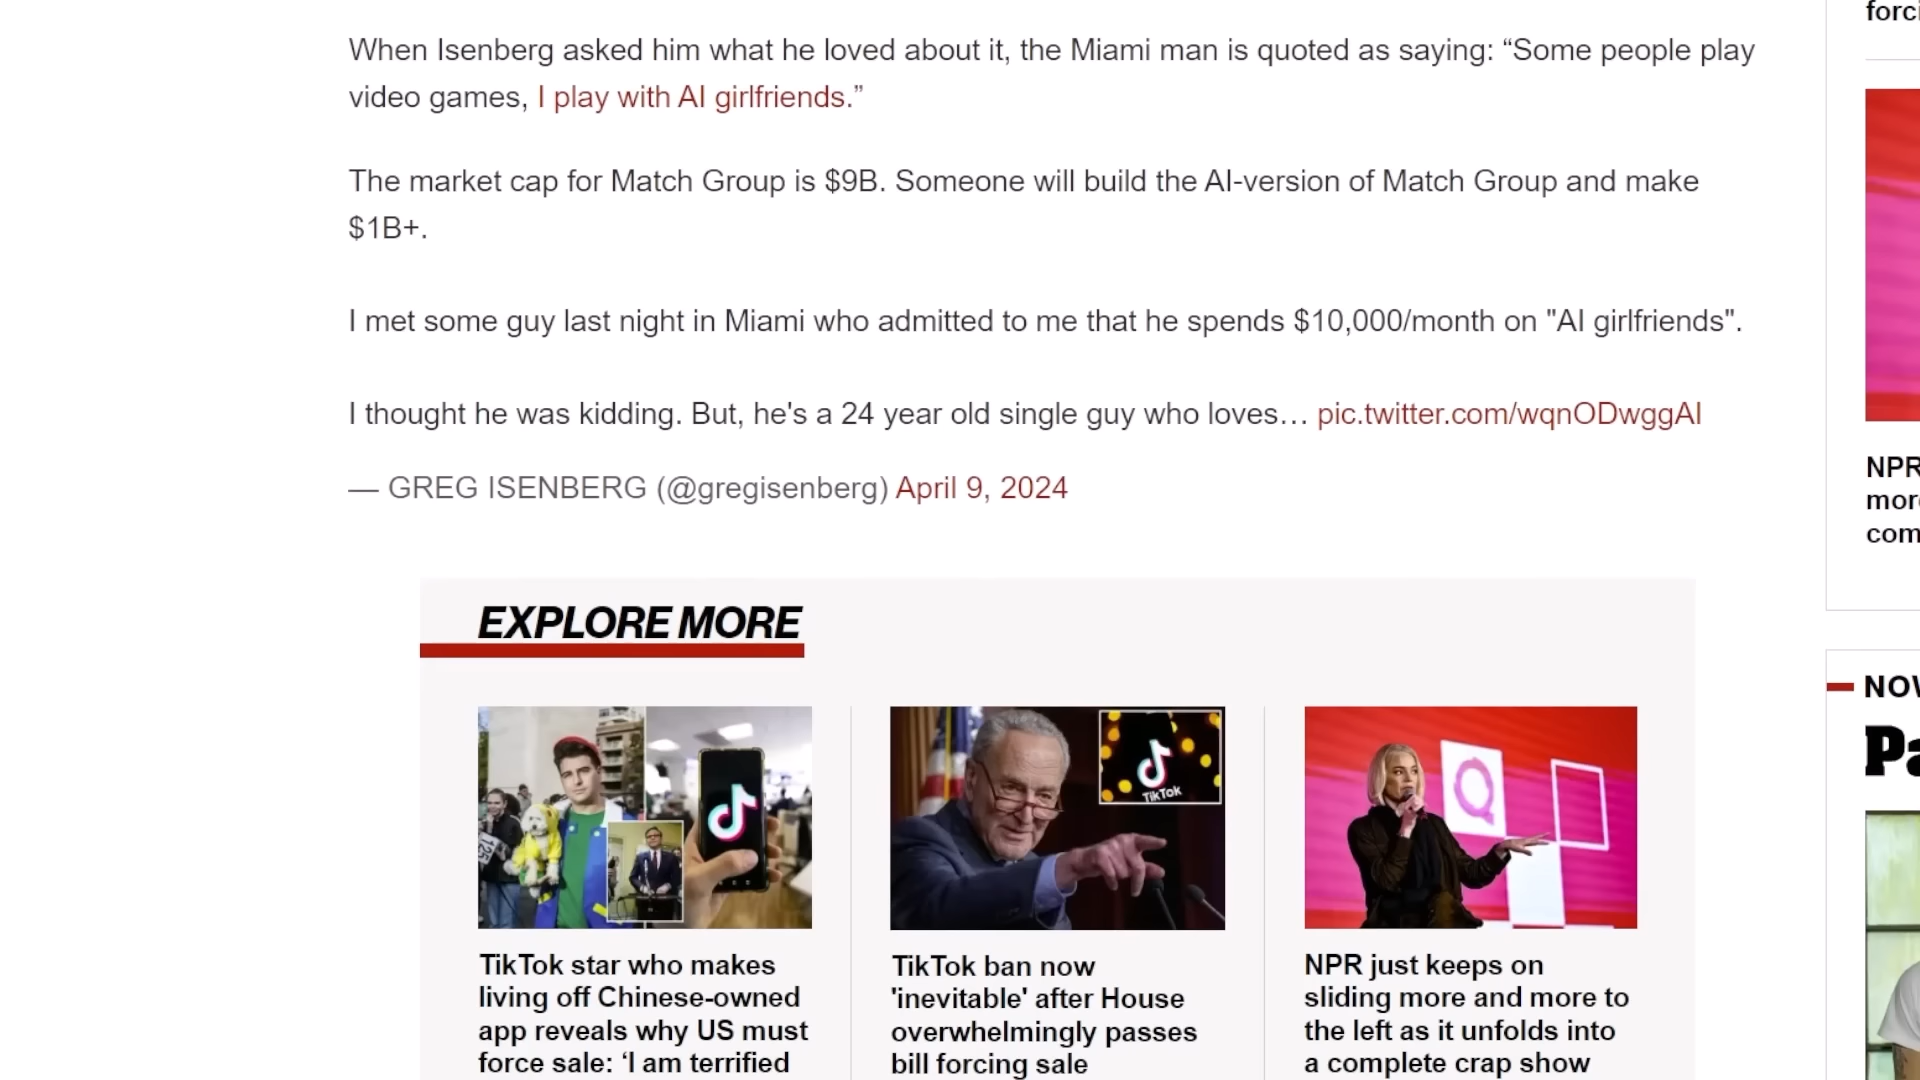 forci
When Isenberg asked him what he loved about it, the Miami man is quoted as saying: “Some people play
video games, I play with AI girlfriends.”
The market cap for Match Group is $9B. Someone will build the AI-version of Match Group and make
$1B+.
I met some guy last night in Miami who admitted to me that he spends $10,000/month on "AI girlfriends".
I thought he was kidding. But, he's a 24 year old single guy who loves… pic.twitter.com/wqnODwggAI
— GREG ISENBERG (@gregisenberg) April 9, 2024
NPR
more
com
EXPLORE MORE
TikTok
TikTok star who makes
living off Chinese-owned
app reveals why US must
force sale: ‘I am terrified
TikTok ban now
'inevitable' after House
overwhelmingly passes
bill forcing sale
NPR just keeps on
sliding more and more to
the left as it unfolds into
a complete crap show
NOW
Pa